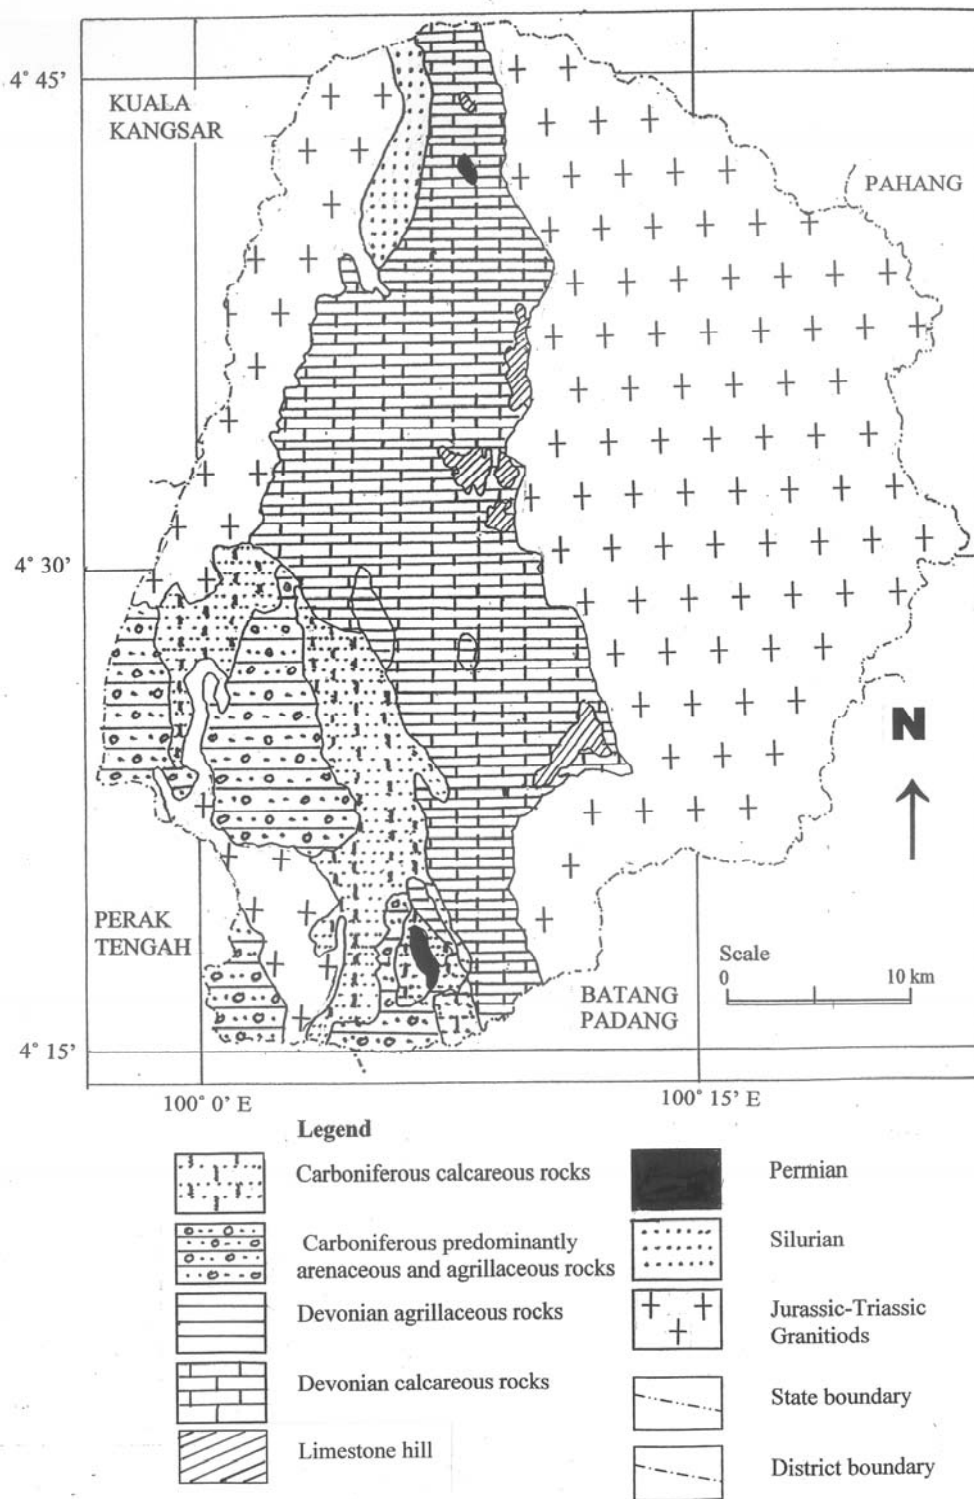 4° 45'
KUALA
KANGSAR
PAHANG
4° 30'
N
PERAK
TENGAH
Scale
0 10 km
BATANG
PADANG
4° 15'
100° 0' E
100° 15' E
Legend
Carboniferous calcareous rocks
Permian
Carboniferous predominantly
arenaceous and agrillaceous rocks
Silurian
Devonian agrillaceous rocks
Jurassic-Triassic
Granitiods
Devonian calcareous rocks
State boundary
Limestone hill
District boundary